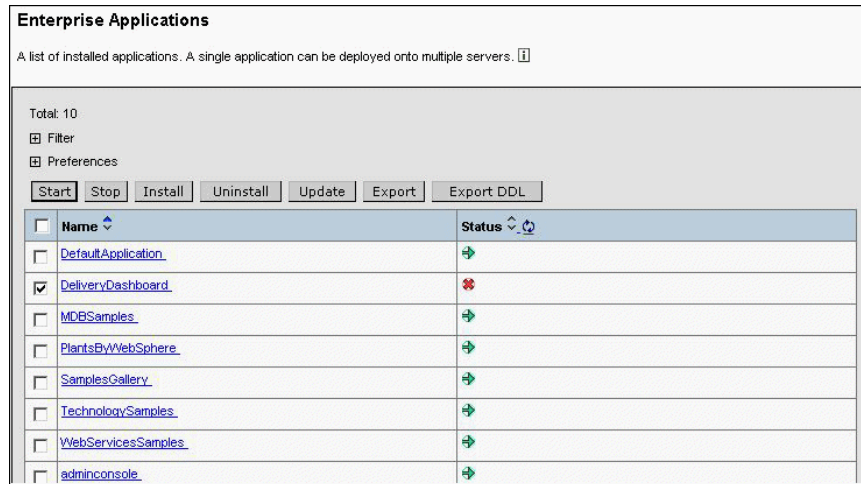 Enterprise Applications
A list of installed applications. A single application can be deployed onto multiple servers. i
Total: 10
Filter
Preferences
Start Stop Install Uninstall Update Export Export DDL
Name Status
DefaultApplication
DeliveryDashboard
MDBSamples
PlantsByWebSphere
SamplesGallery
TechnologySamples
WebServicesSamples
adminconsole